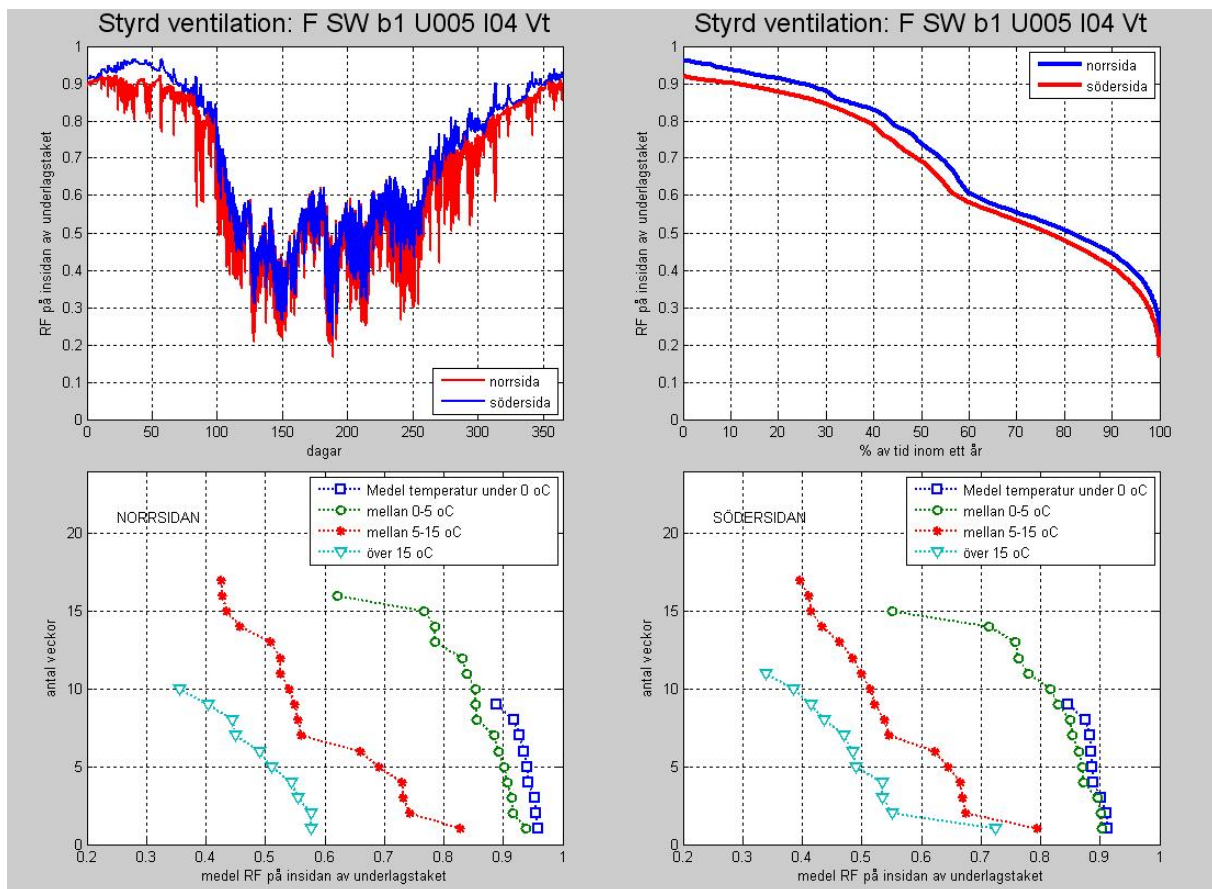 Styrd ventilation: F SW b1 U005 I04 Vt
1
0.9
0.8
0.7
0.6
0.5
0.4
0.3
0.2
0.1
0
RF på insidan av underlagstaket
norrsida
södersida
0 50 100 150 200 250 300 350
dagar
Styrd ventilation: F SW b1 U005 I04 Vt
1
0.9
0.8
0.7
0.6
0.5
0.4
0.3
0.2
0.1
0
RF på insidan av underlagstaket
norrsida
södersida
0 10 20 30 40 50 60 70 80 90 100
% av tid inom ett år
NORRSIDAN
Medel temperatur under 0 oC
mellan 0-5 oC
mellan 5-15 oC
över 15 oC
20
15
10
5
0
antal veckor
0.2 0.3 0.4 0.5 0.6 0.7 0.8 0.9 1
medel RF på insidan av underlagstaket
SÖDERSIDAN
Medel temperatur under 0 oC
mellan 0-5 oC
mellan 5-15 oC
över 15 oC
20
15
10
5
0
antal veckor
0.2 0.3 0.4 0.5 0.6 0.7 0.8 0.9 1
medel RF på insidan av underlagstaket